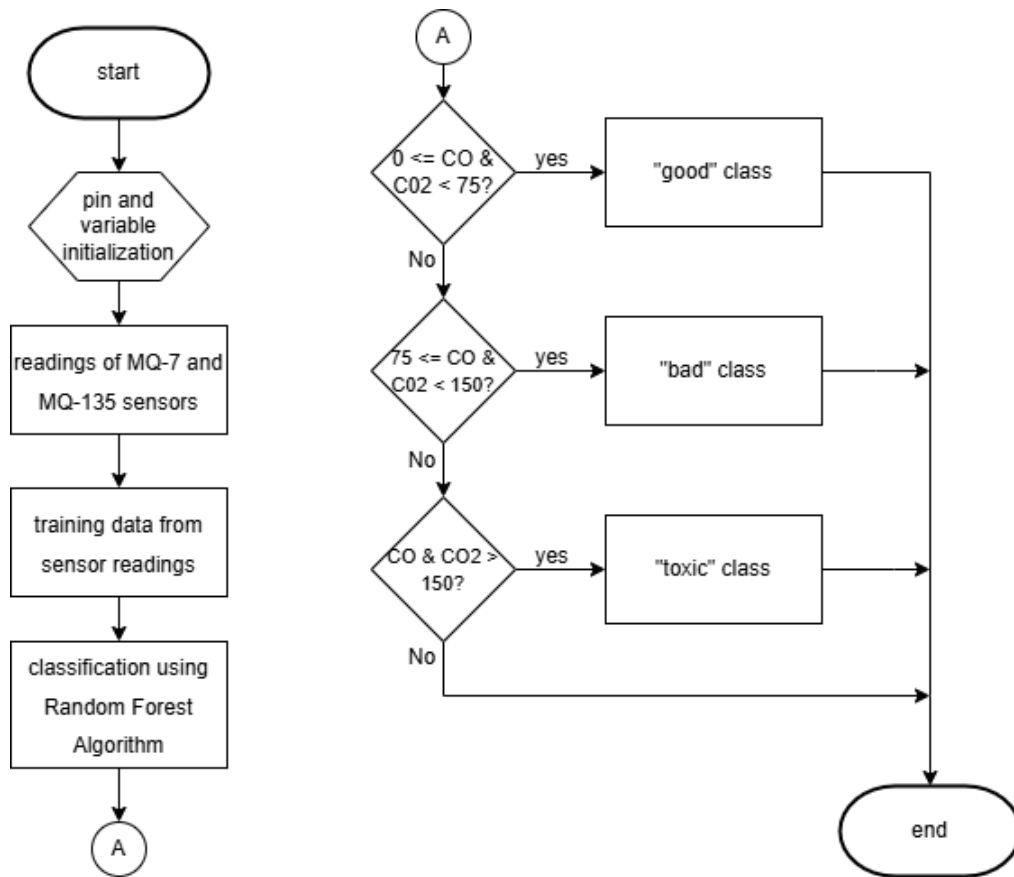 start
pin and
variable
initialization
readings of MQ-7 and
MQ-135 sensors
training data from
sensor readings
classification using
Random Forest
Algorithm
A
A
0 <= CO &
C02 < 75?
yes
"good" class
No
75 <= CO &
C02 < 150?
yes
"bad" class
No
CO & CO2 >
150?
yes
"toxic" class
No
end